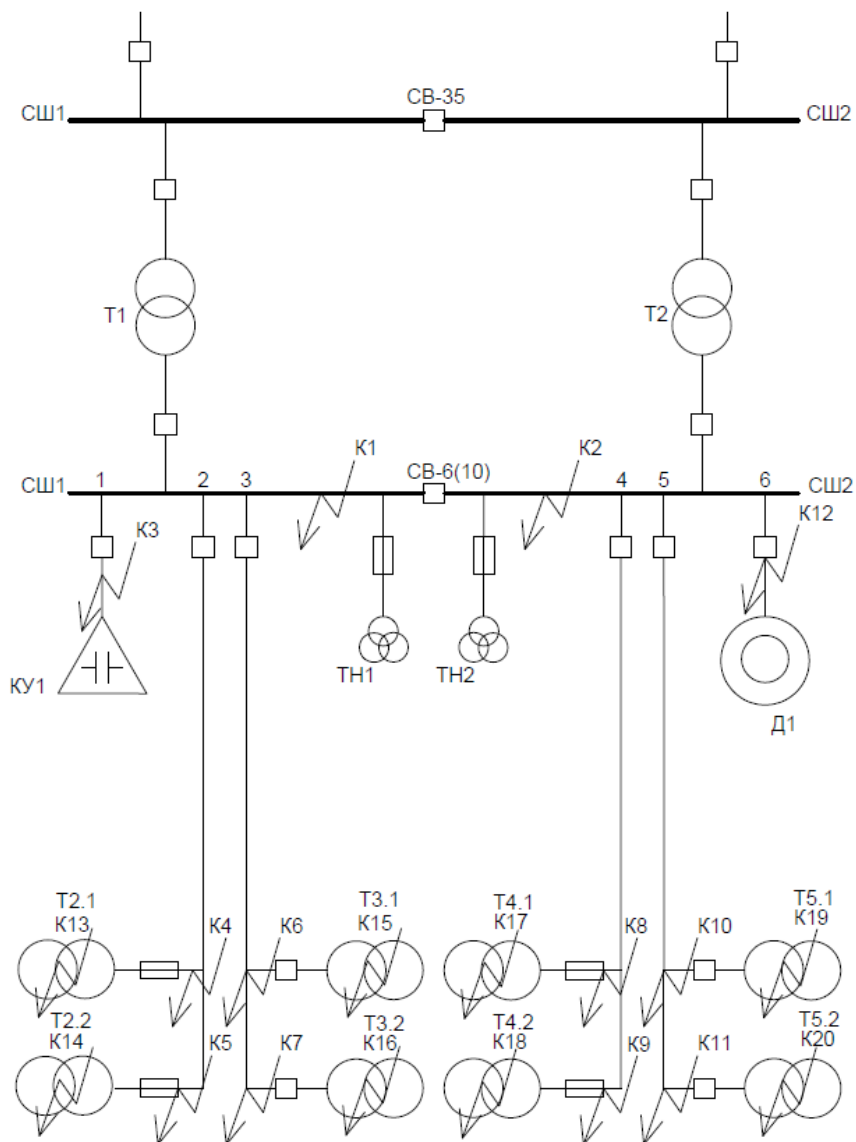 СВ-35
СШ1
СШ2
Т1
Т2
К1
К2
СВ-6(10)
СШ1
1
2
3
4
5
6
СШ2
К3
К12
КУ1
ТН1
ТН2
Д1
Т2.1
К13
К4
К6
Т3.1
К15
Т4.1
К17
К8
К10
Т5.1
К19
Т2.2
К14
К5
К7
Т3.2
К16
Т4.2
К18
К9
К11
Т5.2
К20